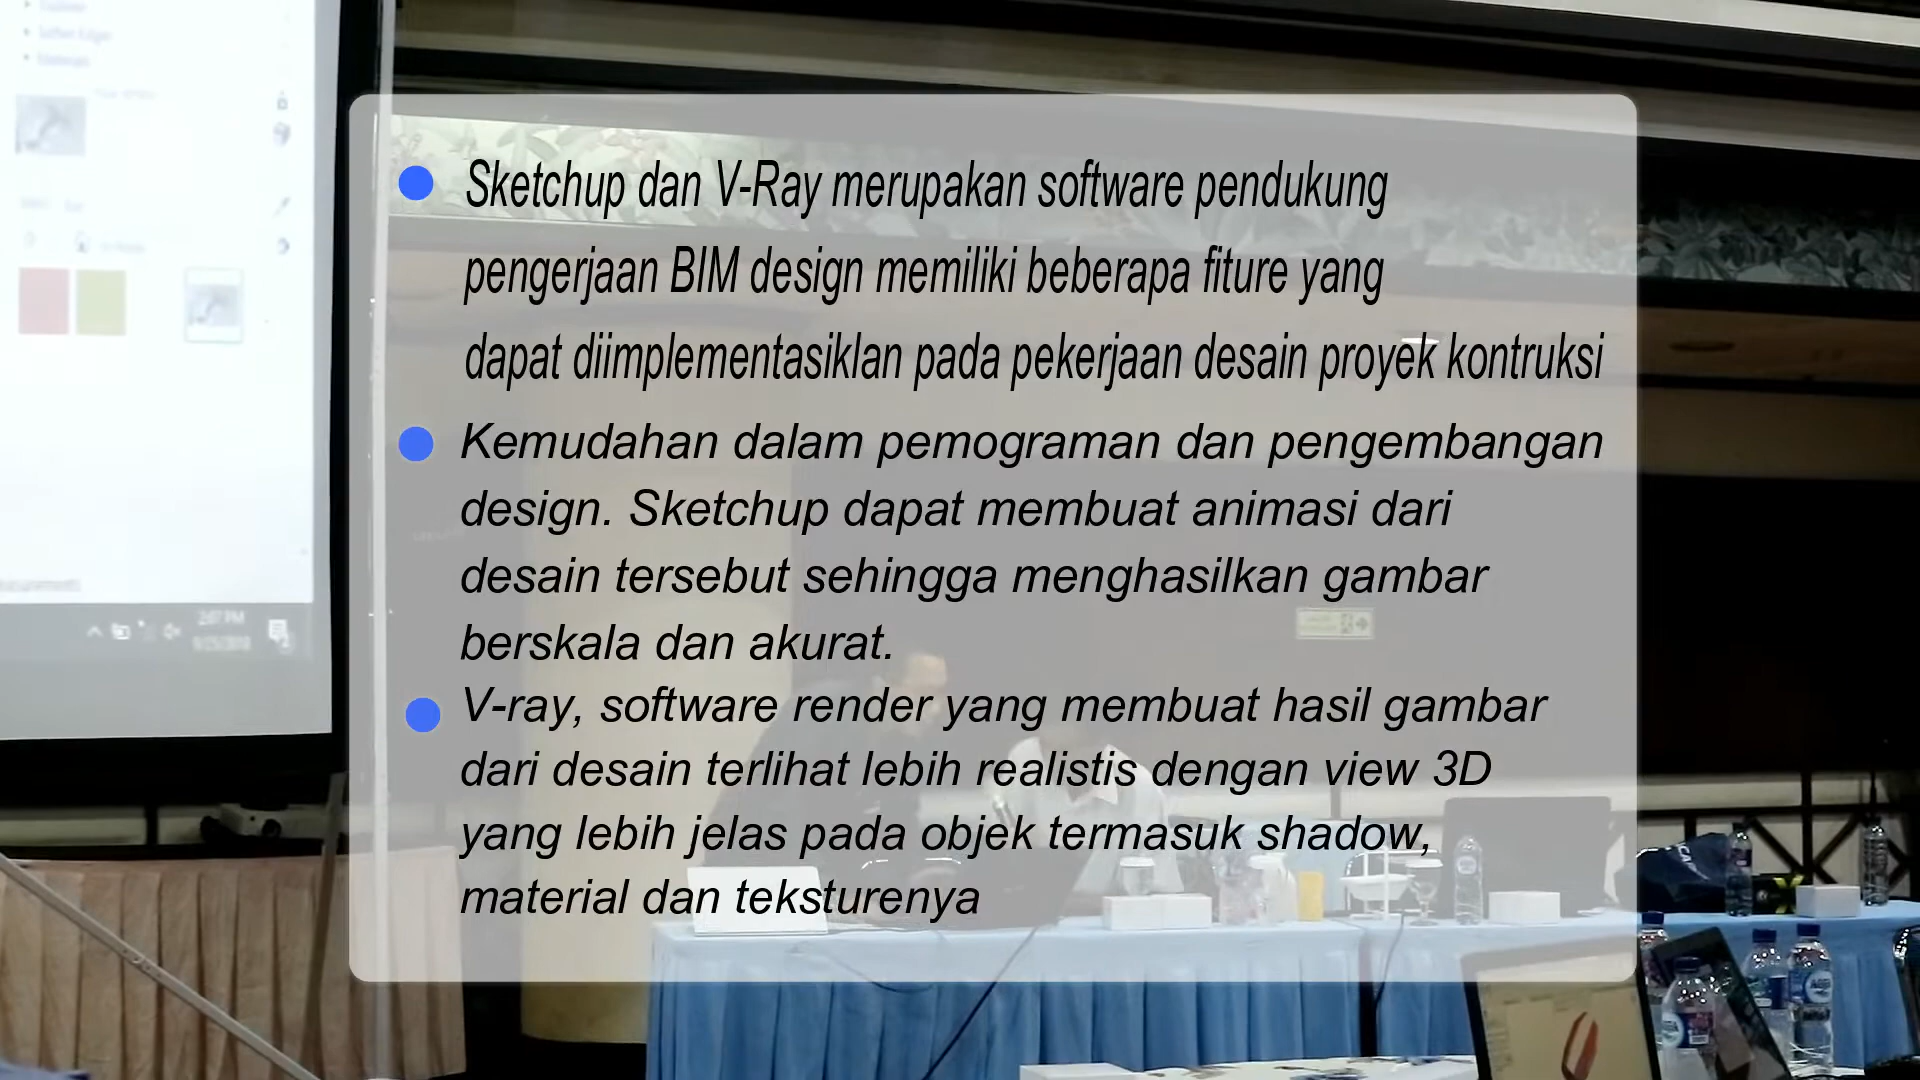 Sketchup dan V-Ray merupakan software pendukung
pengerjaan BIM design memiliki beberapa fiture yang
dapat diimplementasiklan pada pekerjaan desain proyek kontruksi
Kemudahan dalam pemograman dan pengembangan
design. Sketchup dapat membuat animasi dari
desain tersebut sehingga menghasilkan gambar
berskala dan akurat.
V-ray, software render yang membuat hasil gambar
dari desain terlihat lebih realistis dengan view 3D
yang lebih jelas pada objek termasuk shadow,
material dan teksturenya
2:07 PM